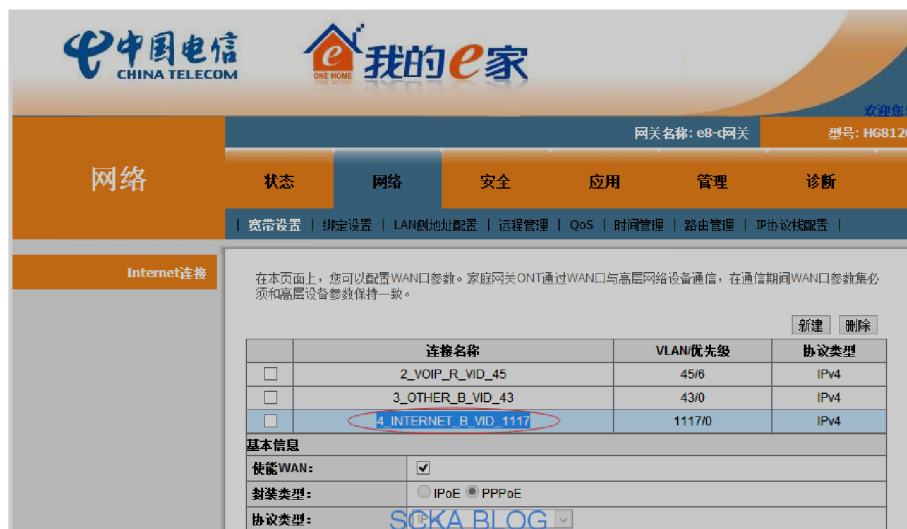 中国电信
CHINA TELECOM
e
ONE HOME
我的e家
欢迎您
网关名称: e8-c网关
型号: HG812
网络
状态 网络 安全 应用 管理 诊断
宽带设置 | 绑定设置 | LAN侧地址配置 | 远程管理 | QoS | 时间管理 | 路由管理 | IP协议栈配置 |
Internet连接
在本页面上,您可以配置WAN口参数。家庭网关ONT通过WAN口与高层网络设备通信,在通信期间WAN口参数集必
须和高层设备参数保持一致。
新建 删除
连接名称 VLAN/优先级 协议类型
2_VOIP_R_VID_45 45/6 IPv4
3_OTHER_B_VID_43 43/0 IPv4
4_INTERNET_B_VID_1117 1117/0 IPv4
基本信息
使能WAN:
封装类型: IPoE PPPoE
协议类型:
SCKA BLOG